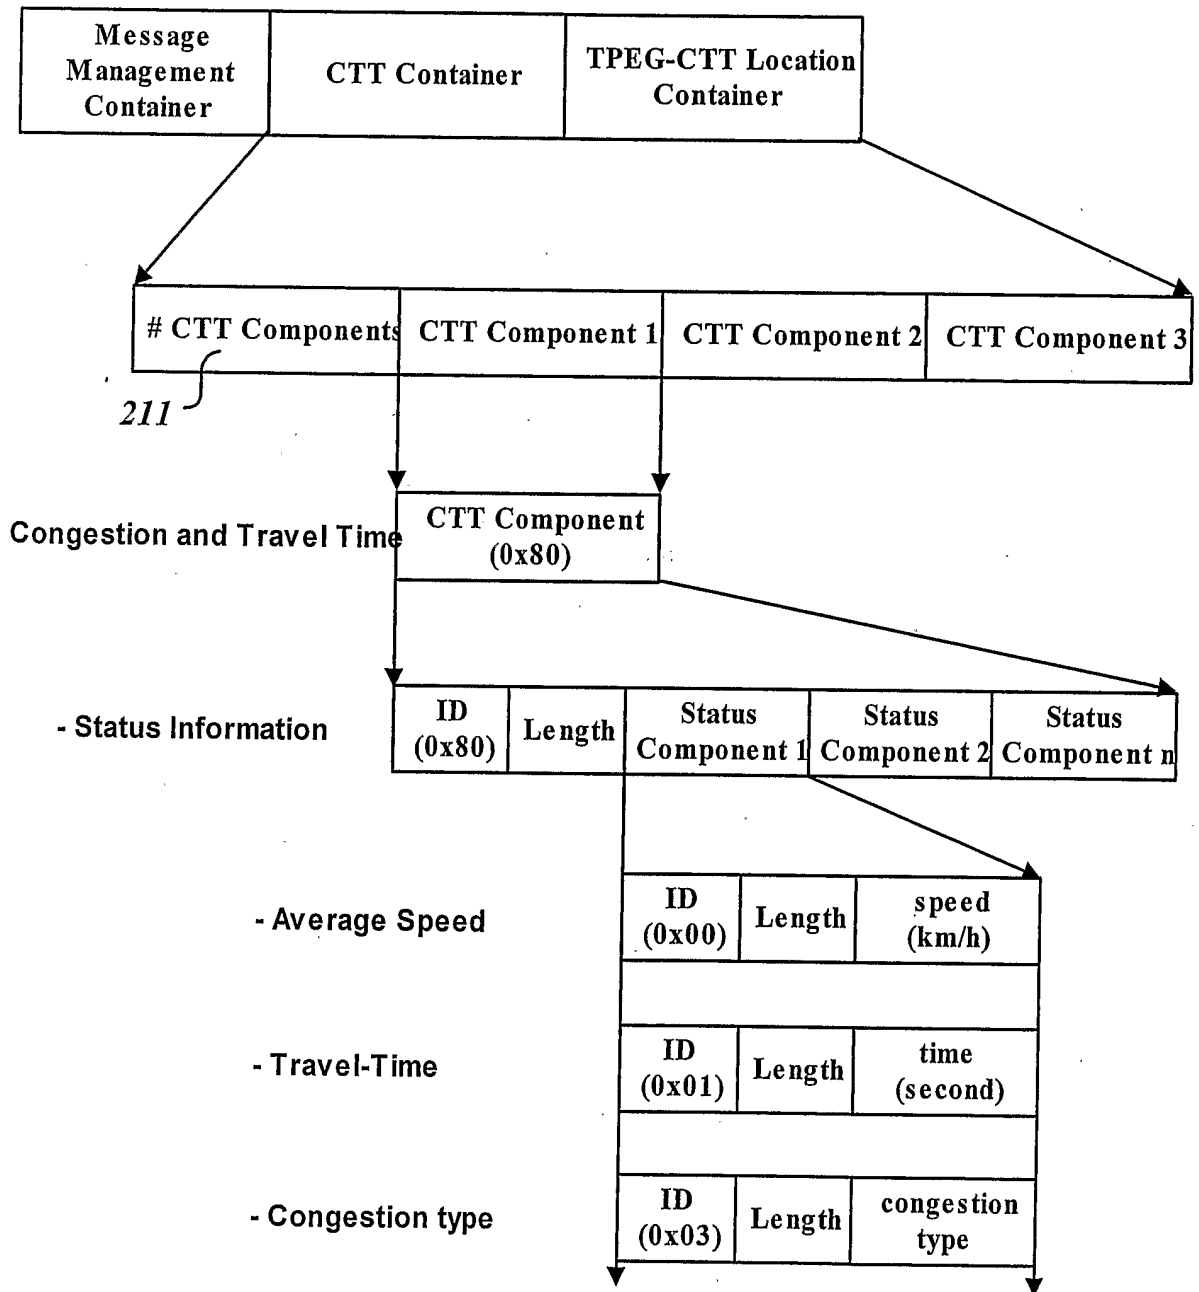 Message
Management
Container
CTT Container
TPEG-CTT Location
Container
# CTT Components
CTT Component 1
CTT Component 2
CTT Component 3
211
Congestion and Travel Time
CTT Component
(0x80)
- Status Information
ID
(0x80)
Length
Status
Component 1
Status
Component 2
Status
Component n
- Average Speed
ID
(0x00)
Length
speed
(km/h)
- Travel-Time
ID
(0x01)
Length
time
(second)
- Congestion type
ID
(0x03)
Length
congestion
type